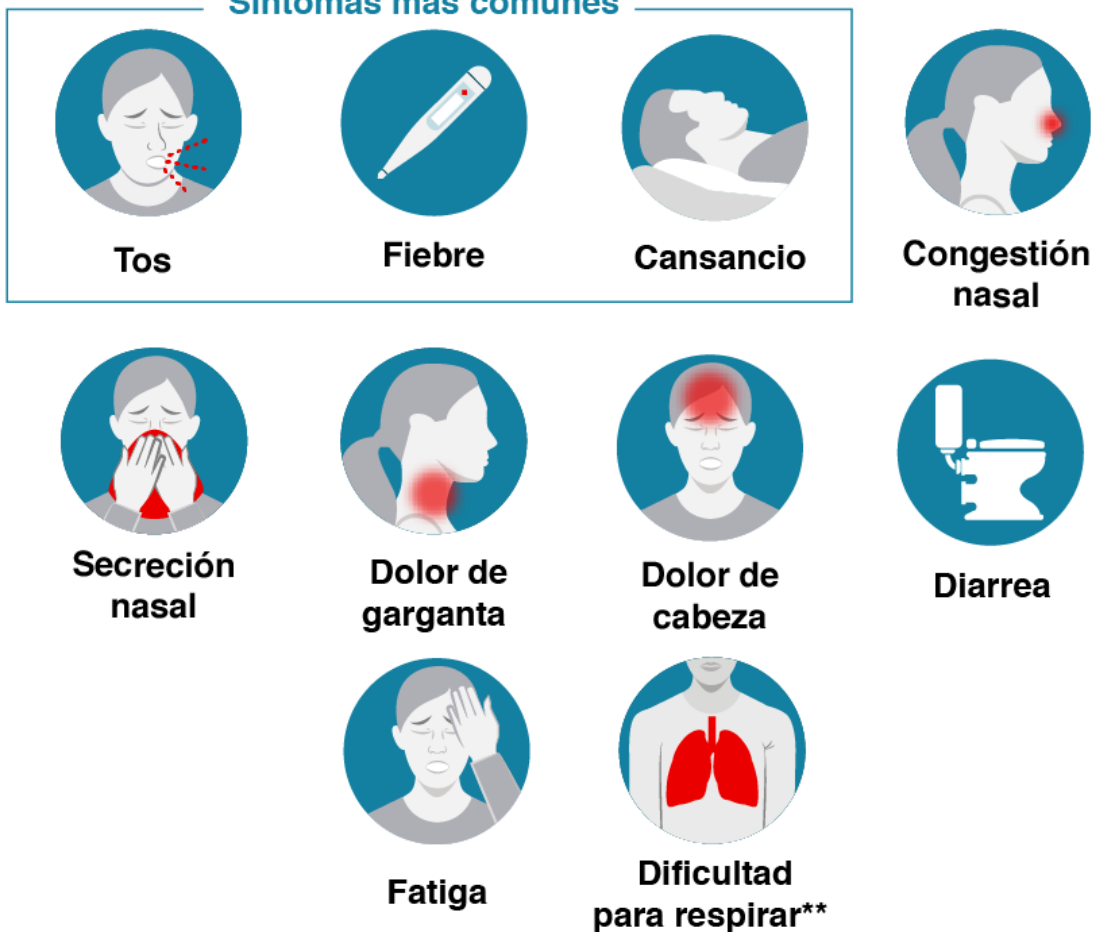 Síntomas más comunes
Tos
Fiebre
Cansancio
Congestión
nasal
Secreción
nasal
Dolor de
garganta
Dolor de
cabeza
Diarrea
Fatiga
Dificultad
para respirar**